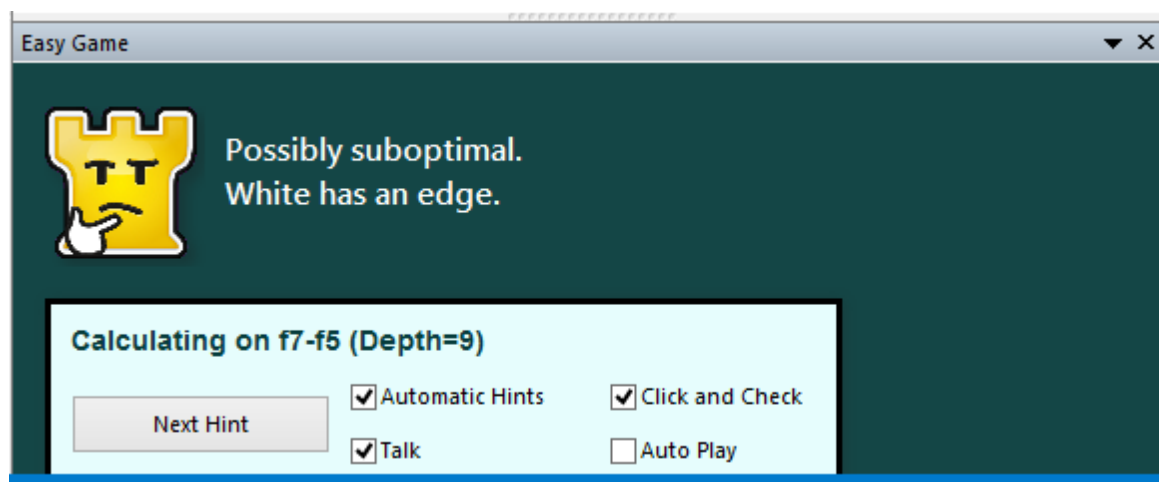 Easy Game
Possibly suboptimal.
White has an edge.
Calculating on f7-f5 (Depth=9)
Next Hint
Automatic Hints
Click and Check
Talk
Auto Play